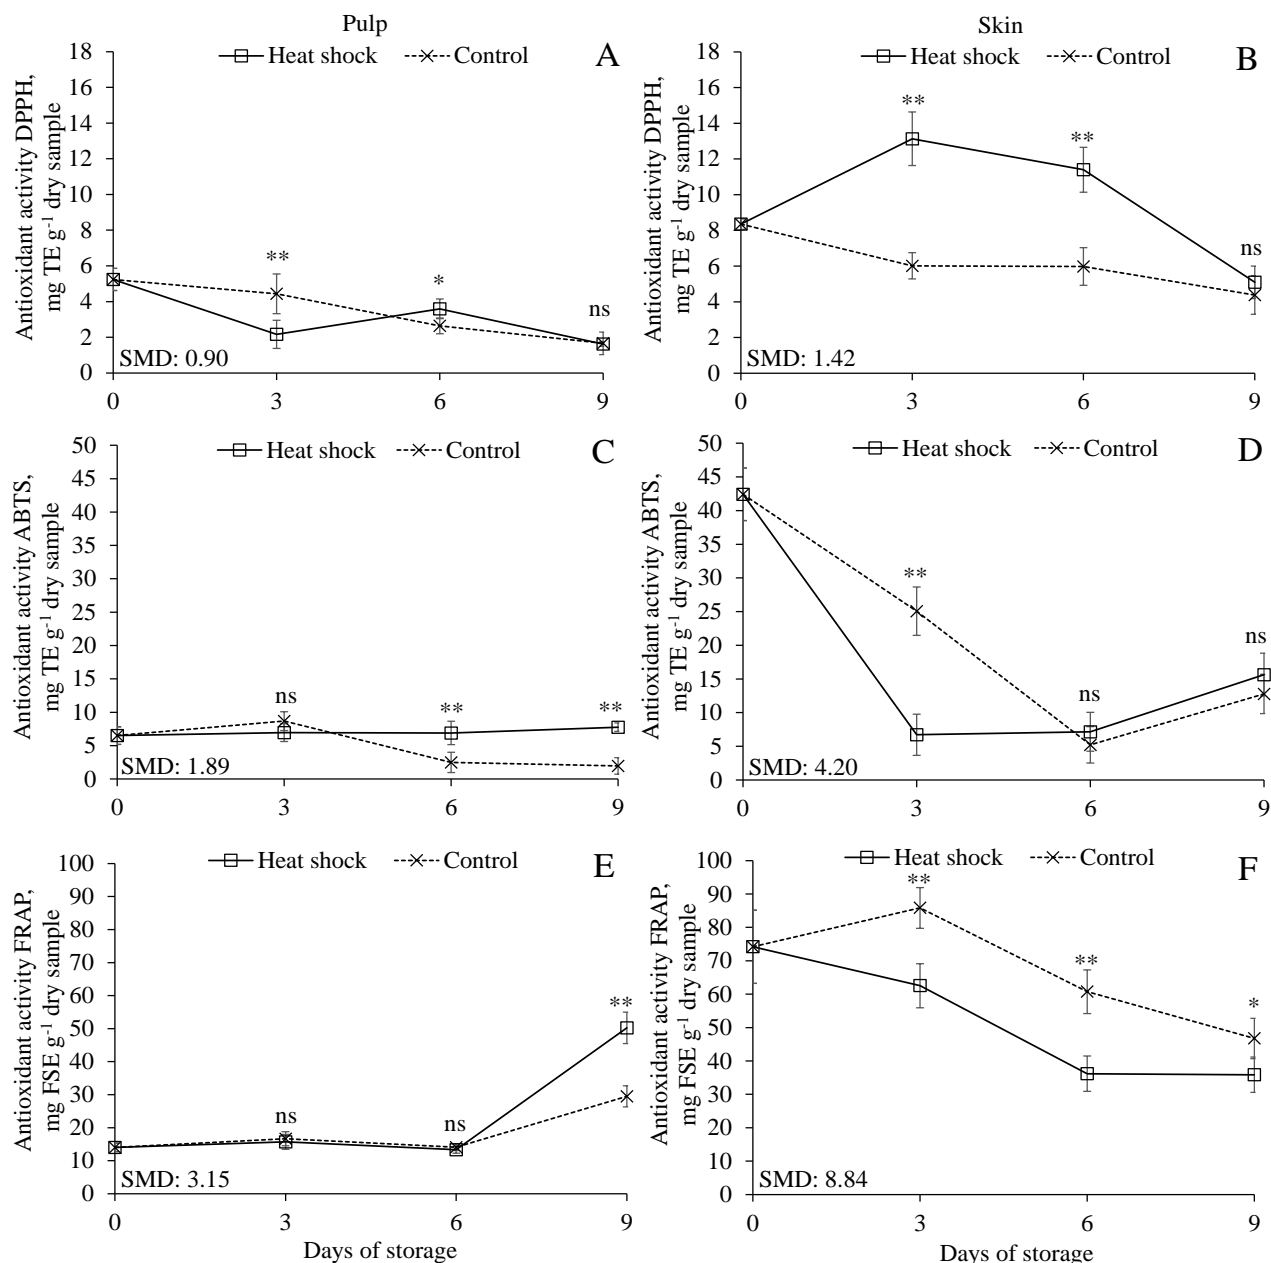 Pulp
Skin
Heat shock
Control
A
Antioxidant activity DPPH,
mg TE g-1 dry sample
18
16
14
12
10
8
6
4
2
0
**
*
ns
SMD: 0.90
0
3
6
9
Heat shock
Control
B
Antioxidant activity DPPH,
mg TE g-1 dry sample
18
16
14
12
10
8
6
4
2
0
**
**
ns
SMD: 1.42
0
3
6
9
Heat shock
Control
C
Antioxidant activity ABTS,
mg TE g-1 dry sample
50
45
40
35
30
25
20
15
10
5
0
ns
**
**
SMD: 1.89
0
3
6
9
Heat shock
Control
D
Antioxidant activity ABTS,
mg TE g-1 dry sample
50
45
40
35
30
25
20
15
10
5
0
**
ns
ns
SMD: 4.20
0
3
6
9
Heat shock
Control
E
Antioxidant activity FRAP,
mg FSE g-1 dry sample
100
90
80
70
60
50
40
30
20
10
0
ns
ns
**
SMD: 3.15
0
3
6
9
Days of storage
Heat shock
Control
F
Antioxidant activity FRAP,
mg FSE g-1 dry sample
100
90
80
70
60
50
40
30
20
10
0
**
**
*
SMD: 8.84
0
3
6
9
Days of storage